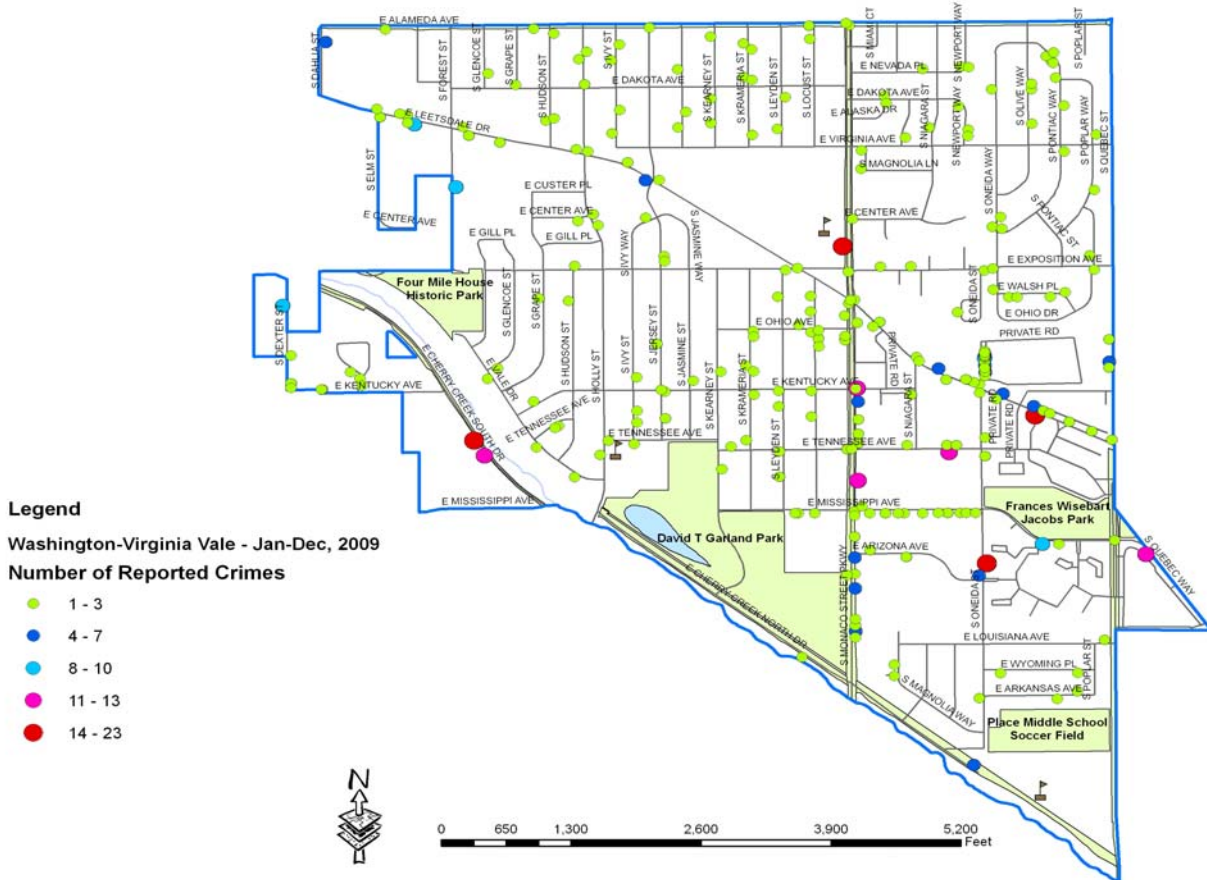 E ALAMEDA AVE
S MIAMI CT
S NEWPORT WAY
S POPLAR ST
S DAHLIA ST
S FOREST ST
S GLENCOE ST
S GRAPE ST
S HUDSON ST
S IVY ST
E DAKOTA AVE
S KEARNEY ST
S KRAMERIA ST
S LEYDEN ST
S LOCUST ST
E NEVADA PL
E DAKOTA AVE
E ALASKA DR
E VIRGINIA AVE
S NIAGARA ST
S NEWPORT WAY
S OLIVE WAY
S PONTIAC WAY
S POPLAR WAY
S QUEBEC ST
E LEETSDALE DR
S MAGNOLIA LN
S ELM ST
E CENTER AVE
E CUSTER PL
E CENTER AVE
E GILL PL
E GILL PL
S IVY WAY
S JASMINE WAY
E CENTER AVE
S ONEIDA WAY
S PONTIAC ST
E EXPOSITION AVE
Four Mile House
Historic Park
S GLENCOE ST
S GRAPE ST
S ONEIDA ST
E WALSH PL
E OHIO DR
S DEXTER ST
E CHERRY CREEK SOUTH DR
E VALE DR
S HUDSON ST
S HOLLY ST
S IVY ST
S JERSEY ST
S JASMINE ST
E OHIO AVE
PRIVATE RD
PRIVATE RD
E KENTUCKY AVE
E TENNESSEE AVE
S KEARNEY ST
S KRAMERIA ST
E KENTUCKY AVE
S NIAGARA ST
PRIVATE RD
PRIVATE RD
E TENNESSEE AVE
S LEYDEN ST
E TENNESSEE AVE
E MISSISSIPPI AVE
E MISSISSIPPI AVE
Frances Wisebart
Jacobs Park
David T Garland Park
E ARIZONA AVE
S QUEBEC WAY
E CHERRY CREEK NORTH DR
S MONACO STREET PKWY
S ONEIDA ST
E LOUISIANA AVE
E WYOMING PL
E ARKANSAS AVE
S POPLAR ST
S MAGNOLIA WAY
Place Middle School
Soccer Field
Legend
Washington-Virginia Vale - Jan-Dec, 2009
Number of Reported Crimes
1 - 3
4 - 7
8 - 10
11 - 13
14 - 23
N
0 650 1,300 2,600 3,900 5,200
Feet